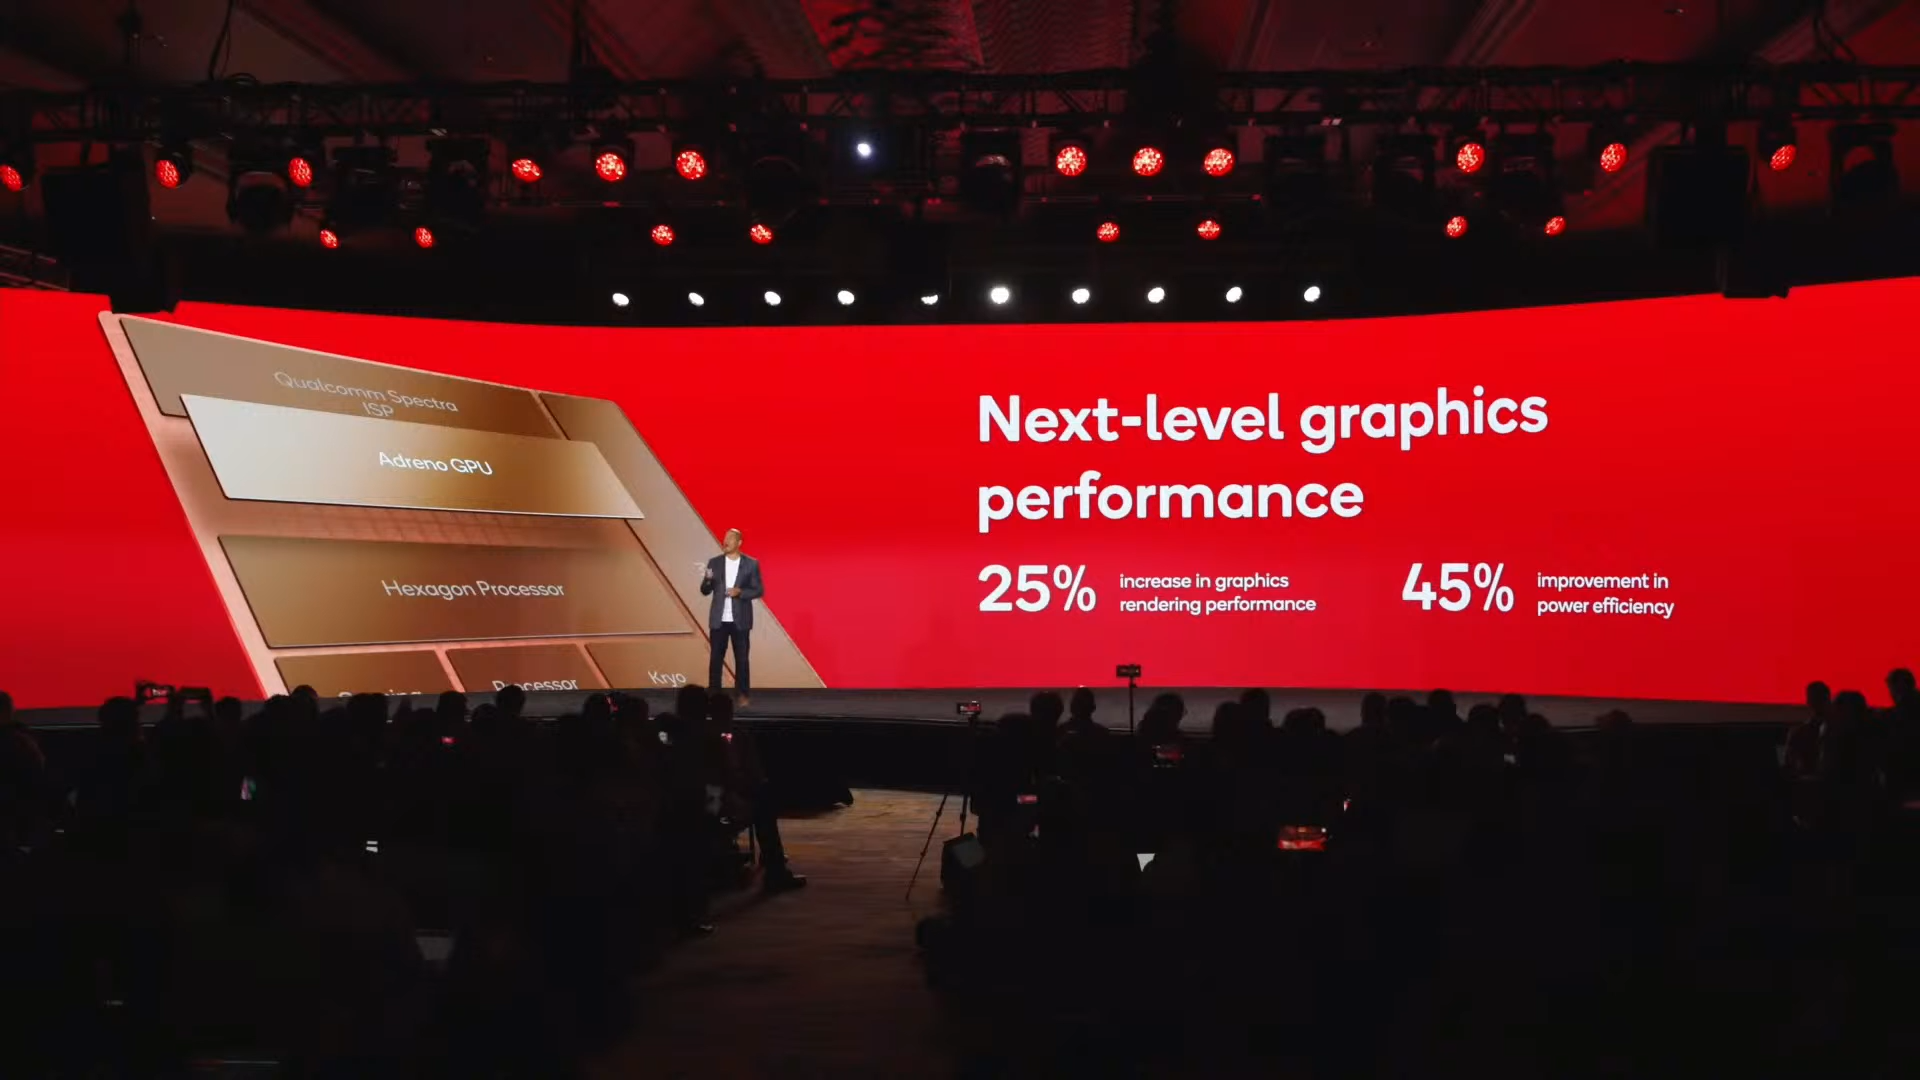 Qualcomm Spectra
ISP
Adreno GPU
Hexagon Processor
Processor
Kryo
Next-level graphics
performance
25%
increase in graphics
rendering performance
45%
improvement in
power efficiency